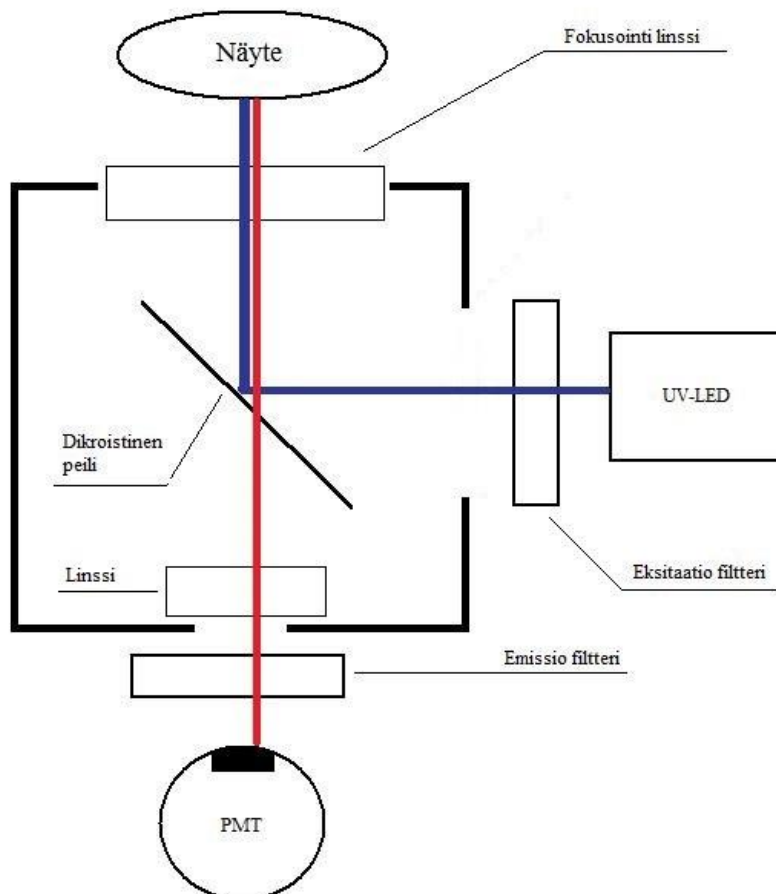 Näyte
Fokusointi linssi
UV-LED
Dikroistinen
peili
Linssi
Eksitaatio filtteri
Emissio filtteri
PMT